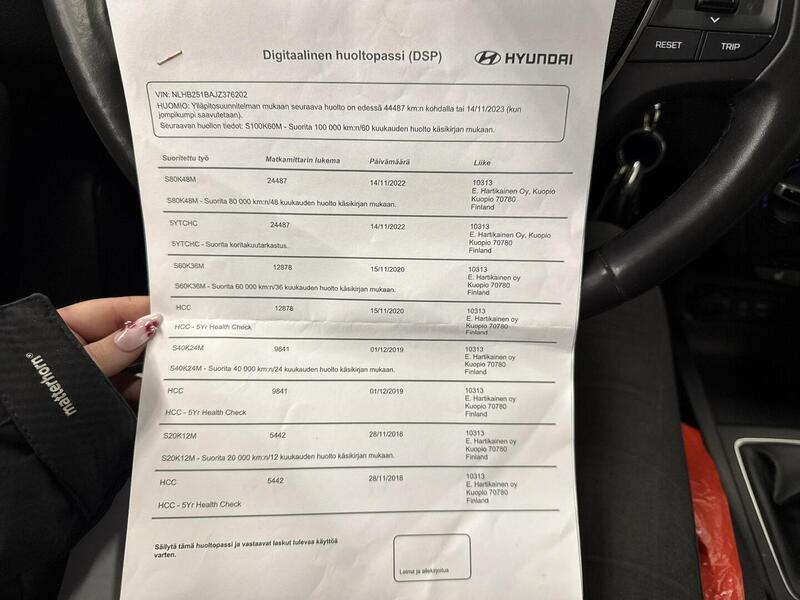 RESET
TRIP
Digitaalinen huoltopassi (DSP)
HYUNDAI
VIN: NLHB251BAJZ376202
HUOMIO: Ylläpitosuunnitelman mukaan seuraava huolto on edessä 44487 km:n kohdalla tai 14/11/2023 (kun
jompikumpi saavutetaan).
Seuraavan huollon tiedot: S100K60M - Suorita 100 000 km:n/60 kuukauden huolto käsikirjan mukaan.
Suoritettu työ Matkamittarin lukema Päivämäärä Liike
S80K48M 24487 14/11/2022 10313
E. Hartikainen Oy, Kuopio
Kuopio 70780
S80K48M - Suorita 80 000 km:n/48 kuukauden huolto käsikirjan mukaan. Finland
5YTCHC 24487 14/11/2022 10313
E. Hartikainen Oy, Kuopio
Kuopio 70780
5YTCHC - Suorita koritakuutarkastus. Finland
S60K36M 12878 15/11/2020 10313
E. Hartikainen oy
Kuopio 70780
S60K36M - Suorita 60 000 km:n/36 kuukauden huolto käsikirjan mukaan. Finland
HCC 12878 15/11/2020 10313
E. Hartikainen oy
Kuopio 70780
HCC - 5Yr Health Check Finland
S40K24M 9841 01/12/2019 10313
E. Hartikainen oy
Kuopio 70780
S40K24M - Suorita 40 000 km:n/24 kuukauden huolto käsikirjan mukaan. Finland
HCC 9841 01/12/2019 10313
E. Hartikainen oy
Kuopio 70780
HCC - 5Yr Health Check Finland
S20K12M 5442 28/11/2018 10313
E. Hartikainen oy
Kuopio 70780
S20K12M - Suorita 20 000 km:n/12 kuukauden huolto käsikirjan mukaan. Finland
HCC 5442 28/11/2018 10313
E. Hartikainen oy
Kuopio 70780
HCC - 5Yr Health Check Finland
Säilytä tämä huoltopassi ja vastaavat laskut tulevaa käyttöä
varten.
Leima ja allekirjoitus
matterhorn®